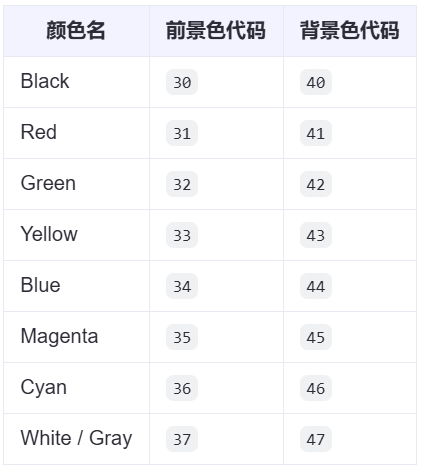 颜色名 前景色代码 背景色代码
Black 30 40
Red 31 41
Green 32 42
Yellow 33 43
Blue 34 44
Magenta 35 45
Cyan 36 46
White / Gray 37 47